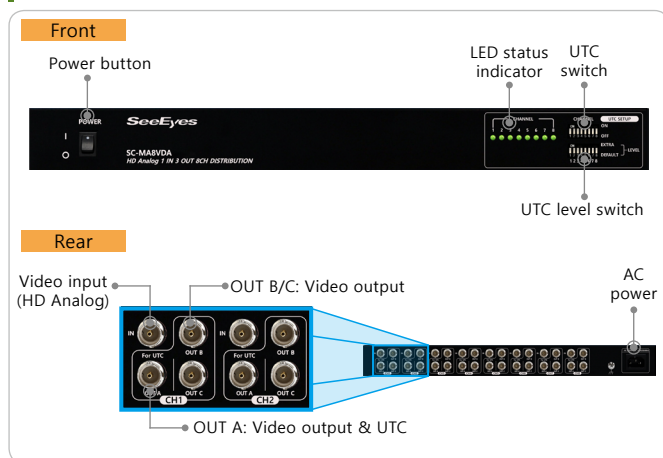 Front
Power button
LED status
indicator
UTC
switch
POWER
I
O
SeeEyes
SC-MA8VDA
HD Analog 1 IN 3 OUT 8CH DISTRIBUTION
CHANNEL
1 2 3 4 5 6 7 8
CHANNEL
UTC SETUP
ON
OFF
EXTRA
DEFAULT
LEVEL
UTC level switch
Rear
Video input
(HD Analog)
OUT B/C: Video output
AC
power
IN
OUT B
IN
OUT B
For UTC
For UTC
OUT A
OUT C
OUT A
OUT C
CH1
CH2
OUT A: Video output & UTC